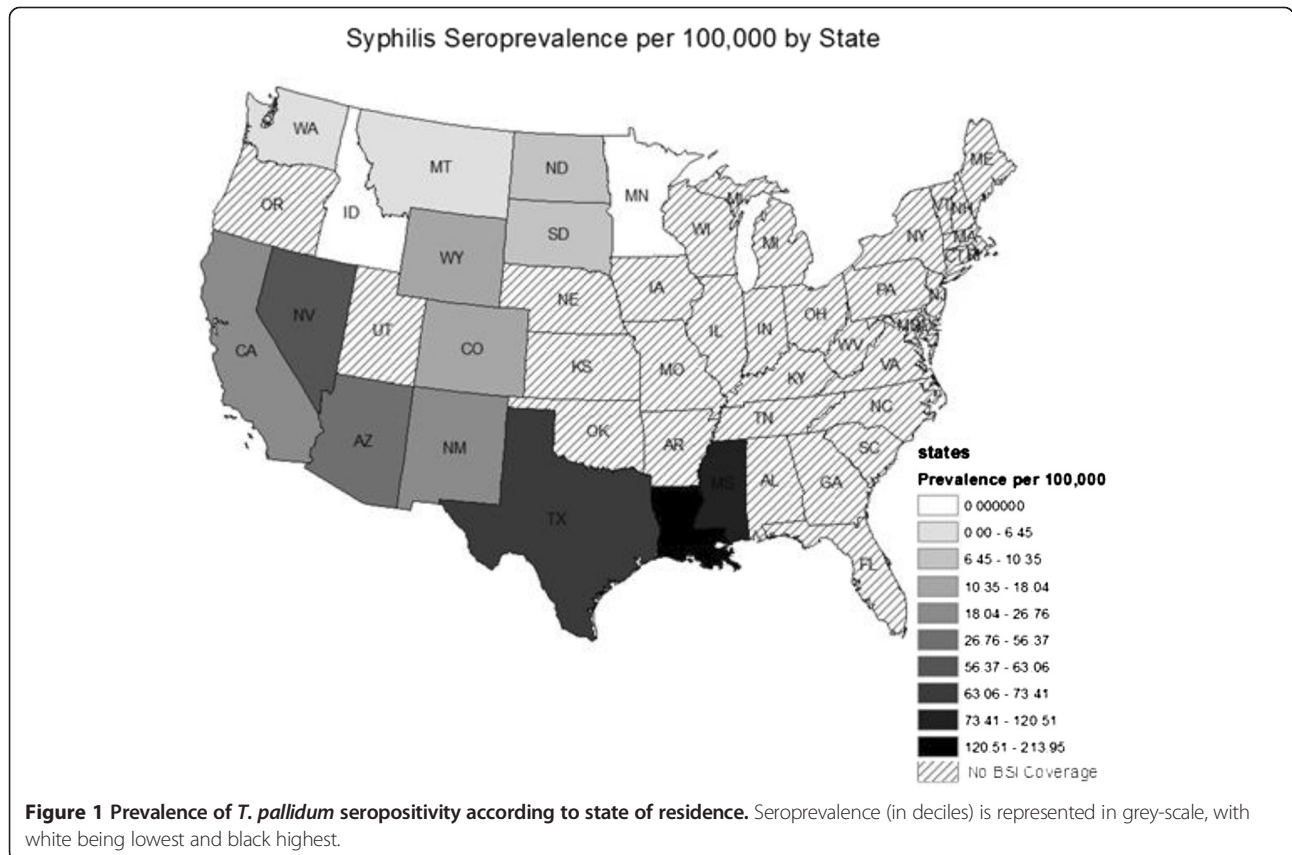 Syphilis Seroprevalence per 100,000 by State
WA
MT
ND
MN
ME
OR
ID
SD
WI
MI
MI
VT
NH
NY
MA
CT
RI
WY
NE
IA
PA
NJ
NV
UT
CO
IL
IN
OH
WV
VA
CA
KS
MO
KY
AZ
NM
OK
AR
TN
NC
SC
TX
MS
AL
GA
FL
states
Prevalence per 100,000
0 000000
0 00 - 6 45
6 45 - 10 35
10 35 - 18 04
18 04 - 26 76
26 76 - 56 37
56 37 - 63 06
63 06 - 73 41
73 41 - 120 51
120 51 - 213 95
No BSI Coverage
Figure 1 Prevalence of T. pallidum seropositivity according to state of residence. Seroprevalence (in deciles) is represented in grey-scale, with
white being lowest and black highest.